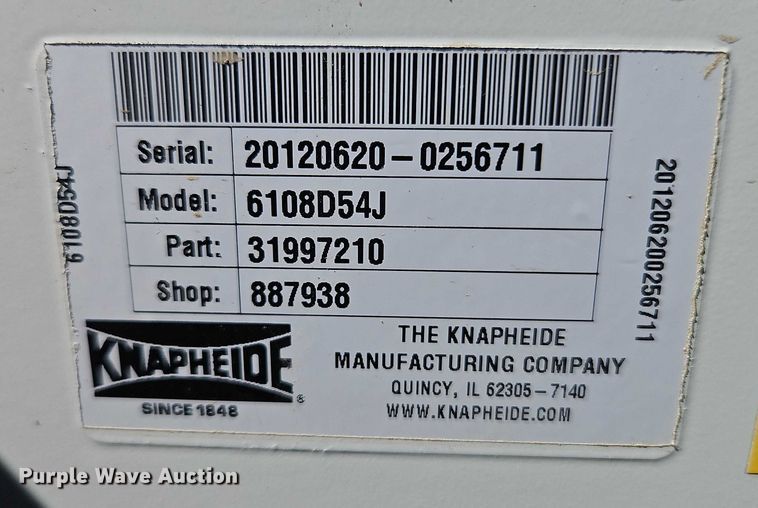 Serial: 20120620-0256711
Model: 6108D54J
Part: 31997210
Shop: 887938
6108D54J
201206200256711
KNAPHEIDE®
SINCE 1848
THE KNAPHEIDE
MANUFACTURING COMPANY
QUINCY, IL 62305-7140
WWW.KNAPHEIDE.COM
Purple Wave Auction